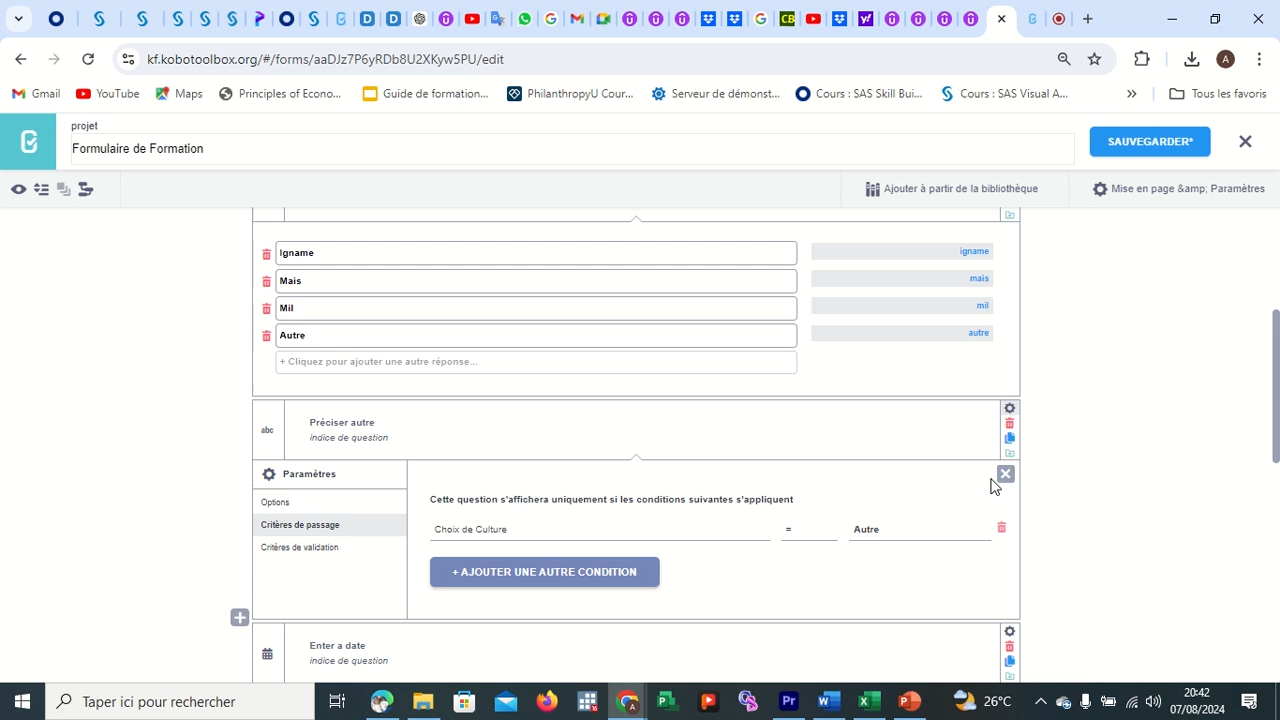 kf.kobotoolbox.org/#/forms/aaDJz7P6yRDb8U2XKyw5PU/edit
A
Gmail
YouTube
Maps
Principles of Econo...
Guide de formation...
PhilanthropyU Cour...
Serveur de démonst...
Cours : SAS Skill Bui...
Cours : SAS Visual A...
»
Tous les favoris
projet
Formulaire de Formation
SAUVEGARDER*
Ajouter à partir de la bibliothèque
Mise en page &amp; Paramètres
Igname
igname
Mais
mais
Mil
mil
Autre
autre
+ Cliquez pour ajouter une autre réponse...
abc
Préciser autre
indice de question
Paramètres
Options
Critères de passage
Critères de validation
Cette question s'affichera uniquement si les conditions suivantes s'appliquent
Choix de Culture
=
Autre
+ AJOUTER UNE AUTRE CONDITION
Enter a date
indice de question
Taper ici pour rechercher
26°C
20:42
07/08/2024